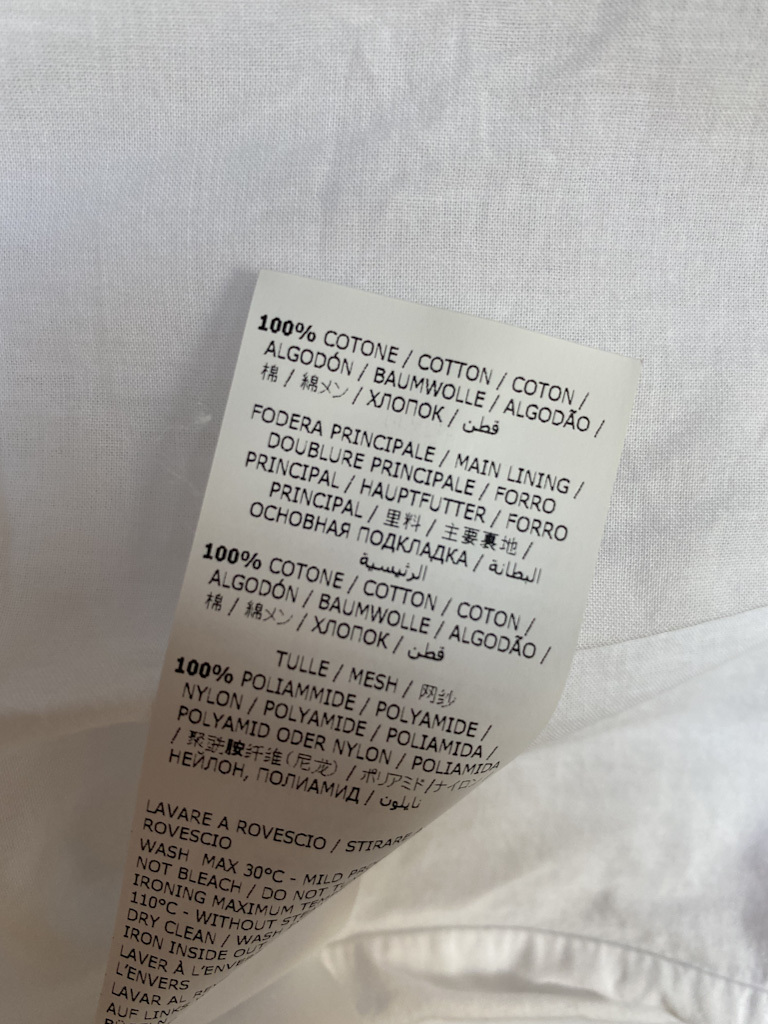 100% COTONE / COTTON / COTON /
ALGODÓN / BAUMWOLLE / ALGODÃO /
棉 / 綿メン / ХЛОПОК / قطن
FODERA PRINCIPALE / MAIN LINING /
DOUBLURE PRINCIPALE / FORRO
PRINCIPAL / HAUPTFUTTER / FORRO
PRINCIPAL / 里料 / 主要裏地 /
ОСНОВНАЯ ПОДКЛАДКА / البطانة
الرئيسية
100% COTONE / COTTON / COTON /
ALGODÓN / BAUMWOLLE / ALGODÃO /
棉 / 綿メン / ХЛОПОК / قطن
TULLE / MESH / 网纱
100% POLIAMMIDE / POLYAMIDE /
NYLON / POLYAMIDE / POLIAMIDA /
POLYAMID ODER NYLON / POLIAMIDA
/ 聚酰胺纤维(尼龙) / ポリアミド/ナイロン
НЕЙЛОН, ПОЛИАМИД / نايلون
LAVARE A ROVESCIO / STIRARE
ROVESCIO
WASH MAX 30°C - MILD
NOT BLEACH / DO NOT
IRONING MAXIMUM
110°C - WITHOUT
DRY CLEAN / WASH
IRON INSIDE
LAVER À
L'ENVERS
LAVAR AL
AUF